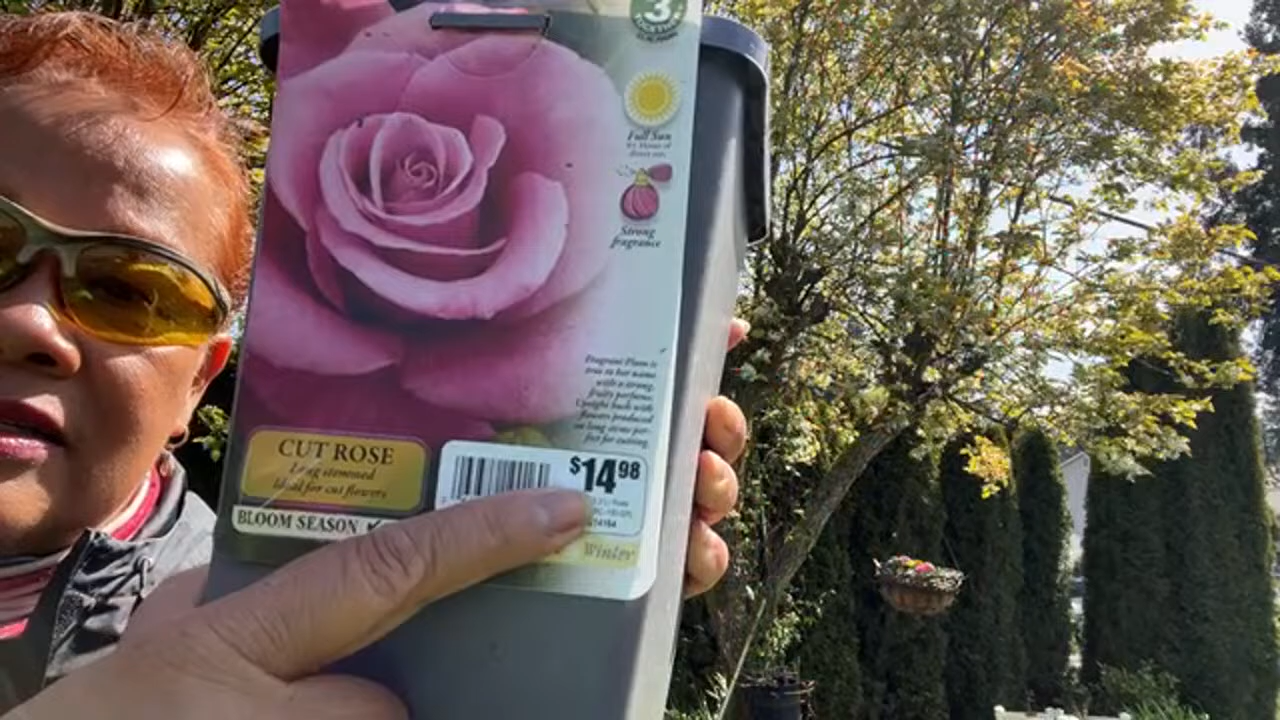 3
Full Sun
Strong
fragrance
Fragrant Plum is
true to her name
with a strong,
fruity perfume.
Upright bush with
flowers produced
on long stems per-
fect for cutting.
CUT ROSE
Long stemmed
Ideal for cut flowers
$14.98
BLOOM SEASON
Winter